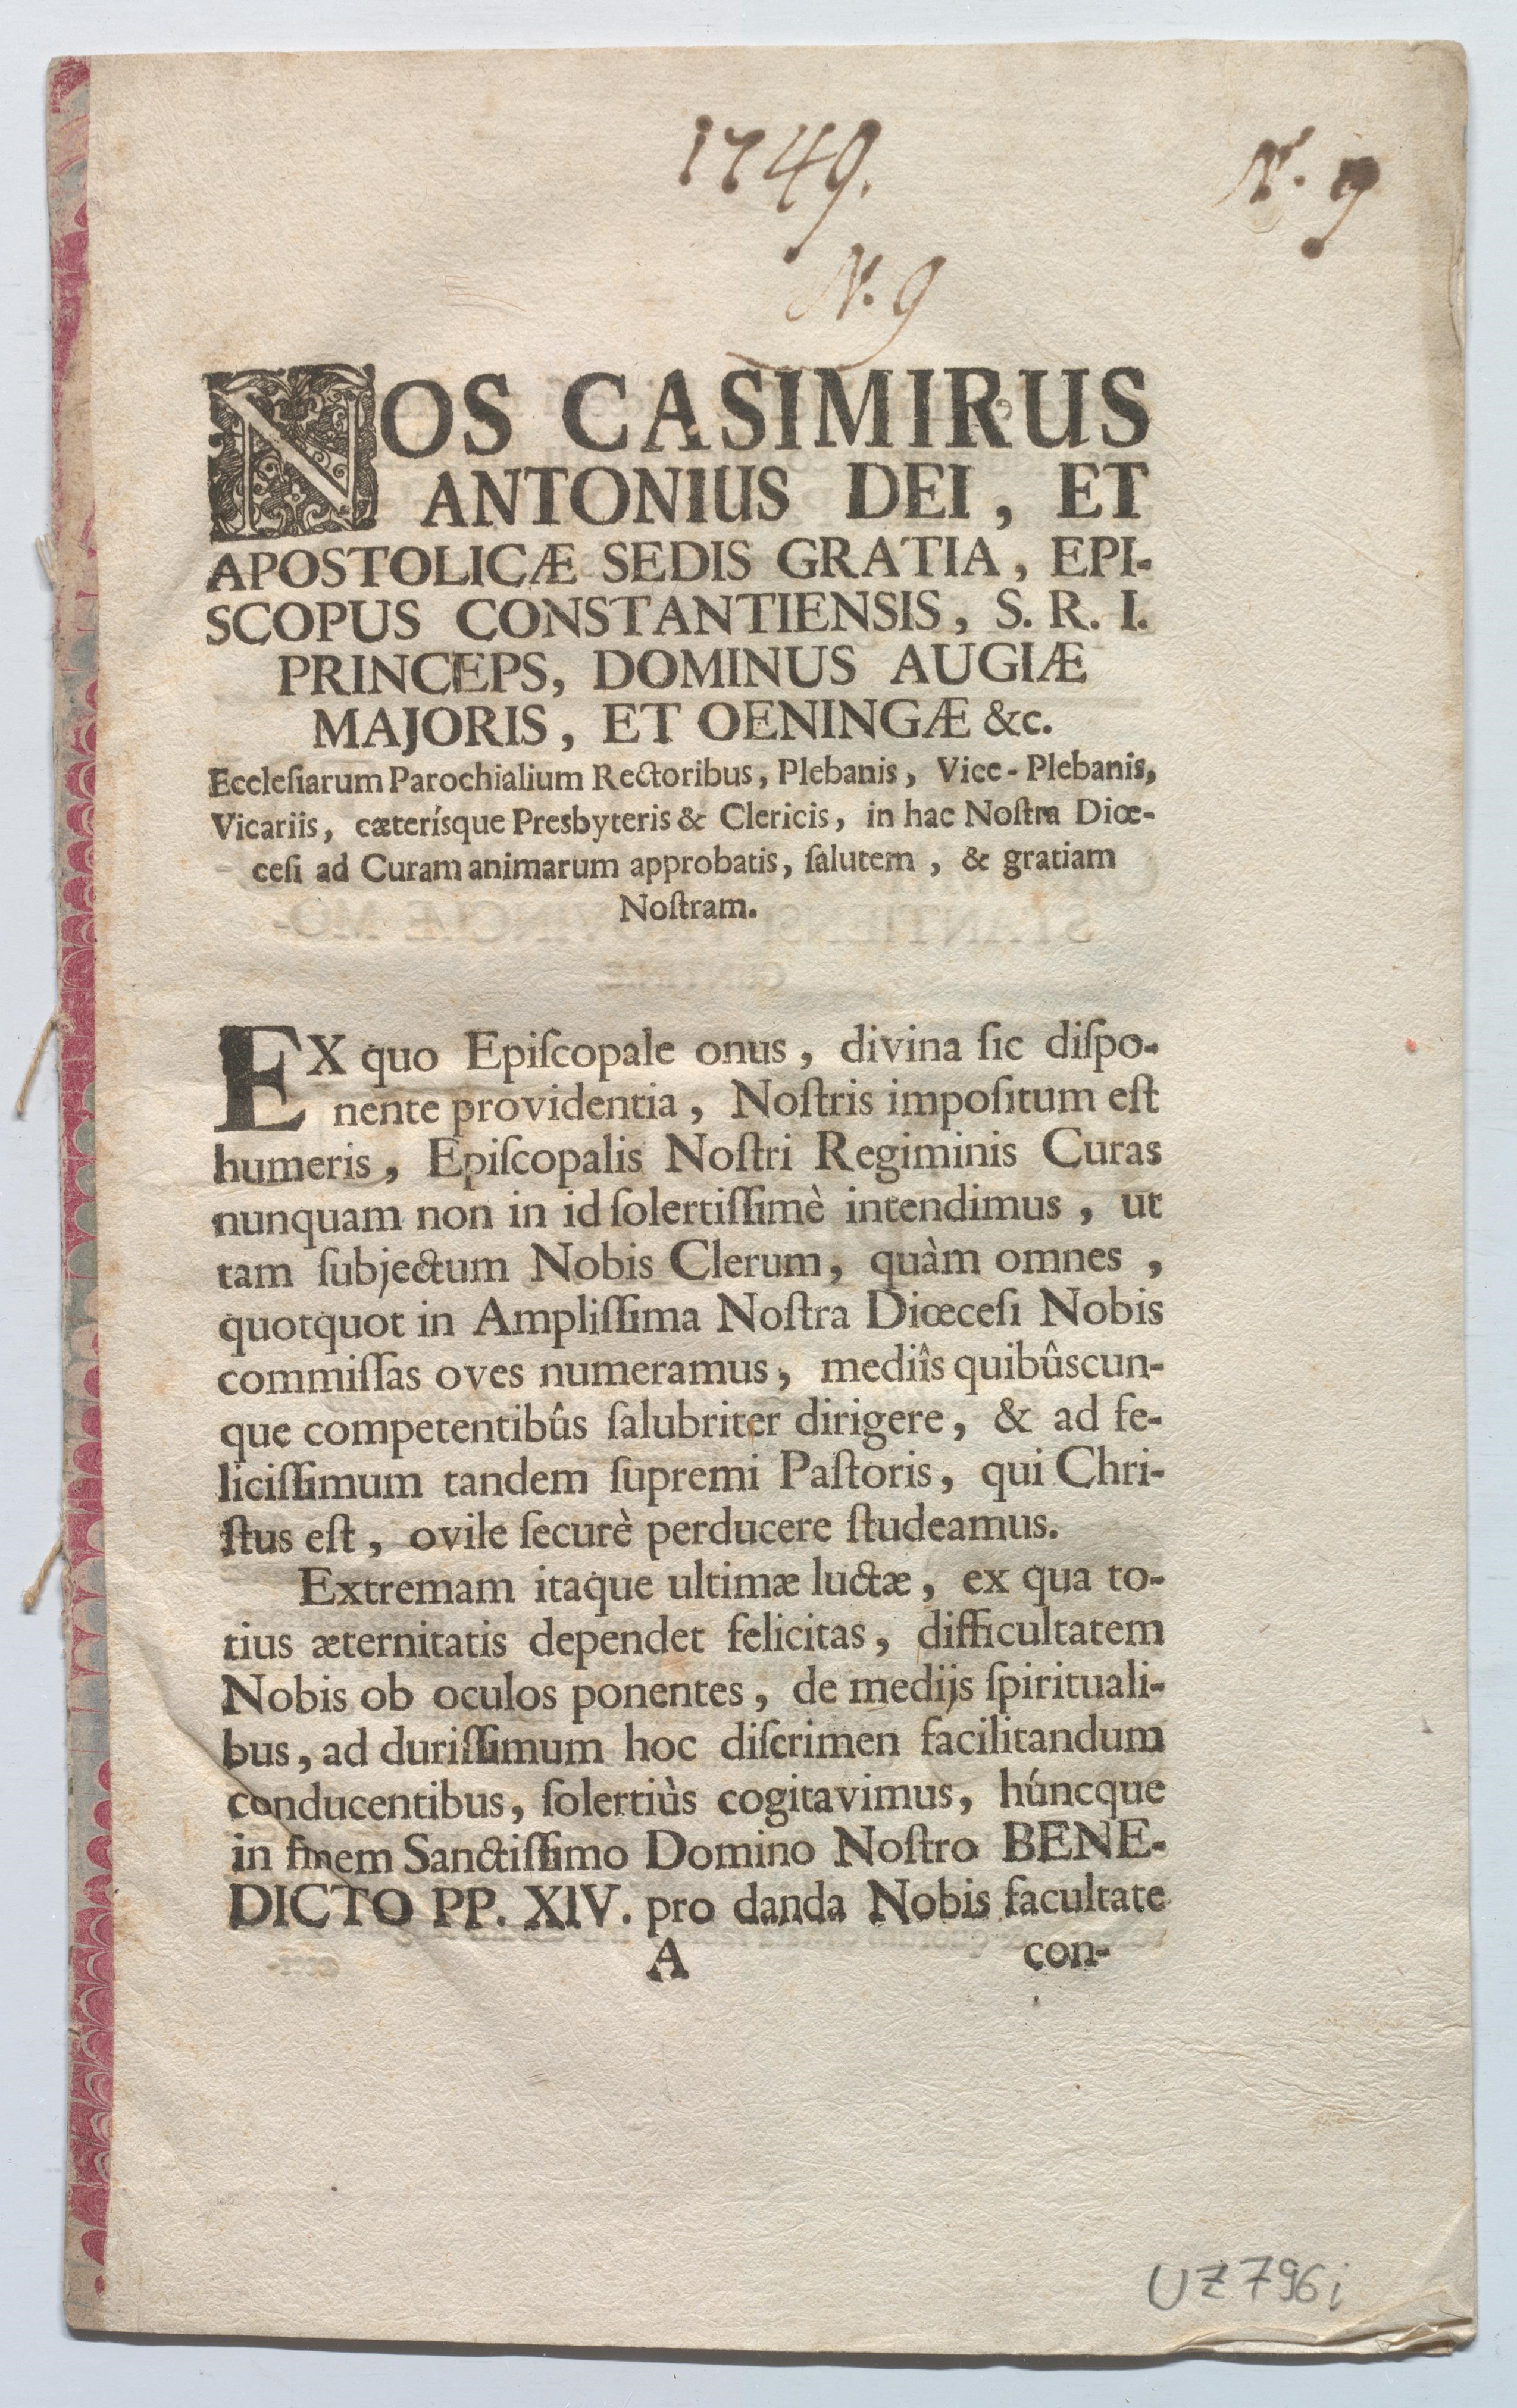 1749.
N. 9
N. 9
NOS CASIMIRUS
ANTONIUS DEI, ET
APOSTOLICÆ SEDIS GRATIA, EPI-
SCOPUS CONSTANTIENSIS, S. R. I.
PRINCEPS, DOMINUS AUGIÆ
MAJORIS, ET OENINGÆ &c.
Eccleſiarum Parochialium Rectoribus, Plebanis, Vice-Plebanis,
Vicariis, cæterísque Presbyteris & Clericis, in hac Noſtra Diœ-
ceſi ad Curam animarum approbatis, ſalutem, & gratiam
Noſtram.
EX quo Epiſcopale onus, divina ſic diſpo-
nente providentia, Noſtris impoſitum eſt
humeris, Epiſcopalis Noſtri Regiminis Curas
nunquam non in id ſolertiſſimè intendimus, ut
tam ſubjectum Nobis Clerum, quàm omnes,
quotquot in Ampliſſima Noſtra Diœceſi Nobis
commiſſas oves numeramus, mediîs quibûscun-
que competentibûs ſalubriter dirigere, & ad fe-
liciſſimum tandem ſupremi Paſtoris, qui Chri-
ſtus eſt, ovile ſecurè perducere ſtudeamus.
Extremam itaque ultimæ luctæ, ex qua to-
tius æternitatis dependet felicitas, difficultatem
Nobis ob oculos ponentes, de medijs ſpirituali-
bus, ad duriſſimum hoc diſcrimen facilitandum
conducentibus, ſolertiùs cogitavimus, húncque
in finem Sanctiſſimo Domino Noſtro BENE-
DICTO PP. XIV. pro danda Nobis facultate
A con-
UZ 796i